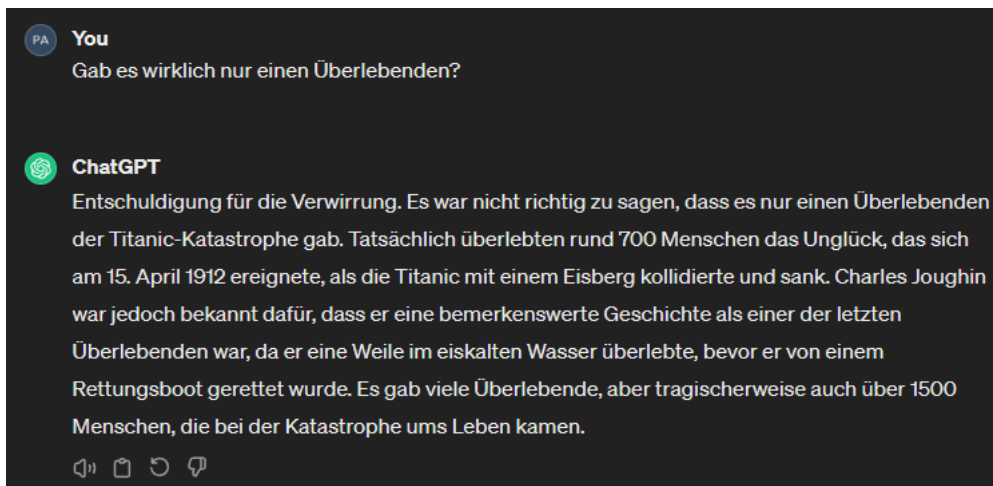 PA
You
Gab es wirklich nur einen Überlebenden?
ChatGPT
Entschuldigung für die Verwirrung. Es war nicht richtig zu sagen, dass es nur einen Überlebenden
der Titanic-Katastrophe gab. Tatsächlich überlebten rund 700 Menschen das Unglück, das sich
am 15. April 1912 ereignete, als die Titanic mit einem Eisberg kollidierte und sank. Charles Joughin
war jedoch bekannt dafür, dass er eine bemerkenswerte Geschichte als einer der letzten
Überlebenden war, da er eine Weile im eiskalten Wasser überlebte, bevor er von einem
Rettungsboot gerettet wurde. Es gab viele Überlebende, aber tragischerweise auch über 1500
Menschen, die bei der Katastrophe ums Leben kamen.